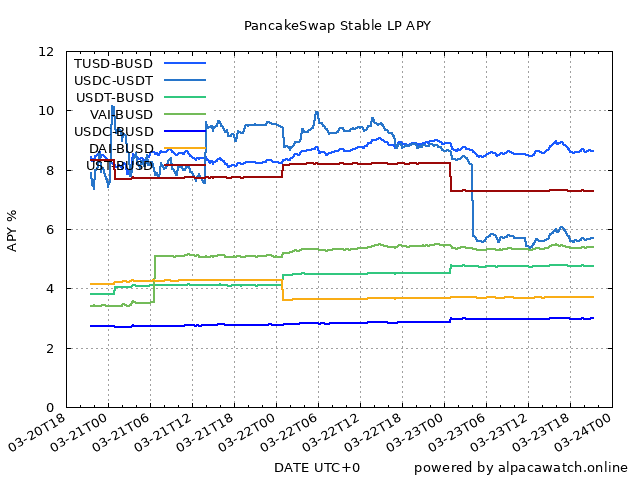 PancakeSwap Stable LP APY
12
10
8
6
4
2
0
APY %
TUSD-BUSD
USDC-USDT
USDT-BUSD
VAI-BUSD
USDC-BUSD
DAI-BUSD
UST-BUSD
03-20T18
03-21T00
03-21T06
03-21T12
03-21T18
03-22T00
03-22T06
03-22T12
03-22T18
03-23T00
03-23T06
03-23T12
03-23T18
03-24T00
DATE UTC+0
powered by alpacawatch.online